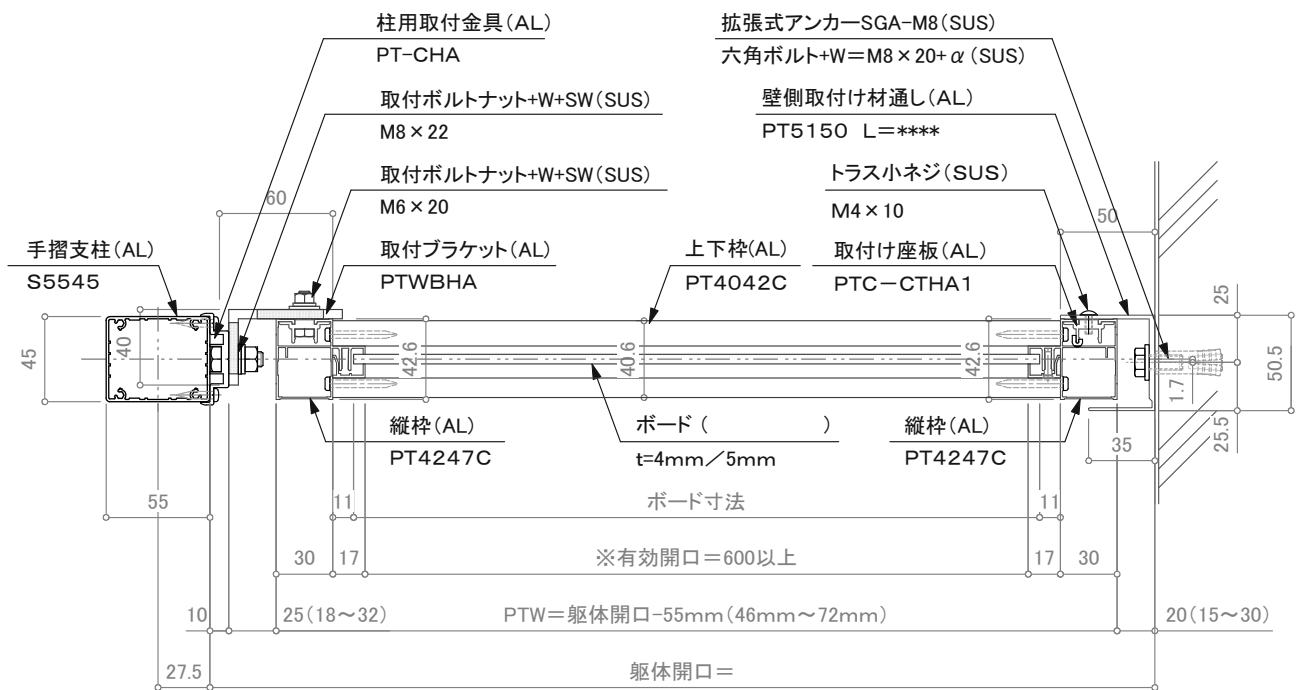 柱用取付金具(AL)
PT-CHA
取付ボルトナット+W+SW(SUS)
M8×22
取付ボルトナット+W+SW(SUS)
M6×20
取付ブラケット(AL)
PTWBHA
手摺支柱(AL)
S5545
拡張式アンカーSGA-M8(SUS)
六角ボルト+W=M8×20+α(SUS)
壁側取付け材通し(AL)
PT5150 L=****
トラス小ネジ(SUS)
M4×10
上下枠(AL)
PT4042C
取付け座板(AL)
PTC-CTHA1
60
50
25
45
40
42.6
40.6
42.6
1.7
50.5
25.5
35
縦枠(AL)
PT4247C
ボード ( )
t=4mm/5mm
縦枠(AL)
PT4247C
55
11
ボード寸法
11
30
17
※有効開口=600以上
17
30
10
25(18~32)
PTW=躯体開口-55mm(46mm~72mm)
20(15~30)
27.5
躯体開口=